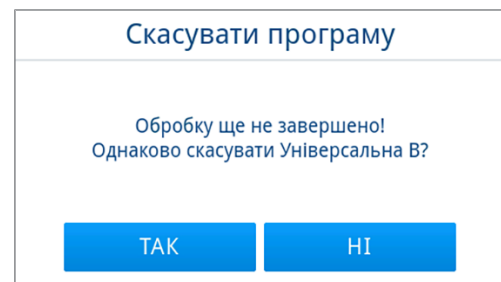 Скасувати програму
Обробку ще не завершено!
Однаково скасувати Універсальна B?
ТАК
НІ